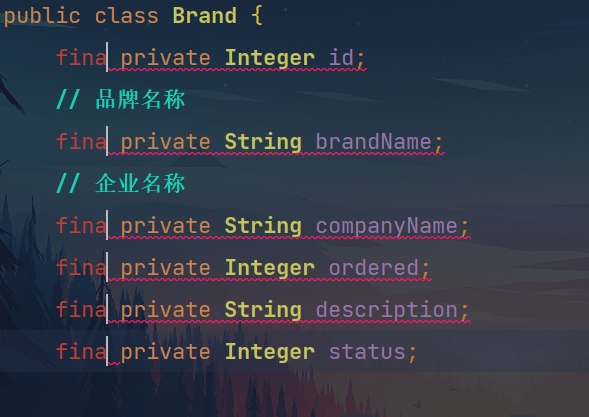 public class Brand {
fina private Integer id;
// 品牌名称
fina private String brandName;
// 企业名称
fina private String companyName;
fina private Integer ordered;
fina private String description;
fina private Integer status;